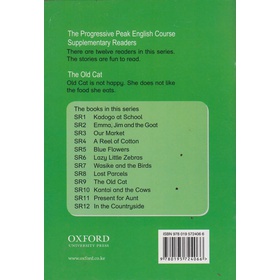 The Progressive Peak English Course
Supplementary Readers
There are twelve readers in this series.
The stories are fun to read.
The Old Cat
Old Cat is not happy. She does not like
the food she eats.
The books in this series
SR1 Kadogo at School
SR2 Emma, Jim and the Goat
SR3 Our Market
SR4 A Reel of Cotton
SR5 Blue Flowers
SR6 Lazy Little Zebras
SR7 Wasike and the Birds
SR8 Lost Parcels
SR9 The Old Cat
SR10 Kantai and the Cows
SR11 Present for Aunt
SR12 In the Countryside
OXFORD
UNIVERSITY PRESS
www.oxford.co.ke